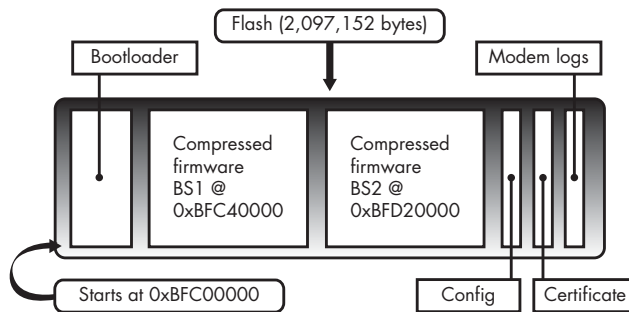 Flash (2,097,152 bytes)
Bootloader
Modem logs
Compressed
firmware
BS1 @
0xBFC40000
Compressed
firmware
BS2 @
0xBFD20000
Starts at 0xBFC00000
Config
Certificate